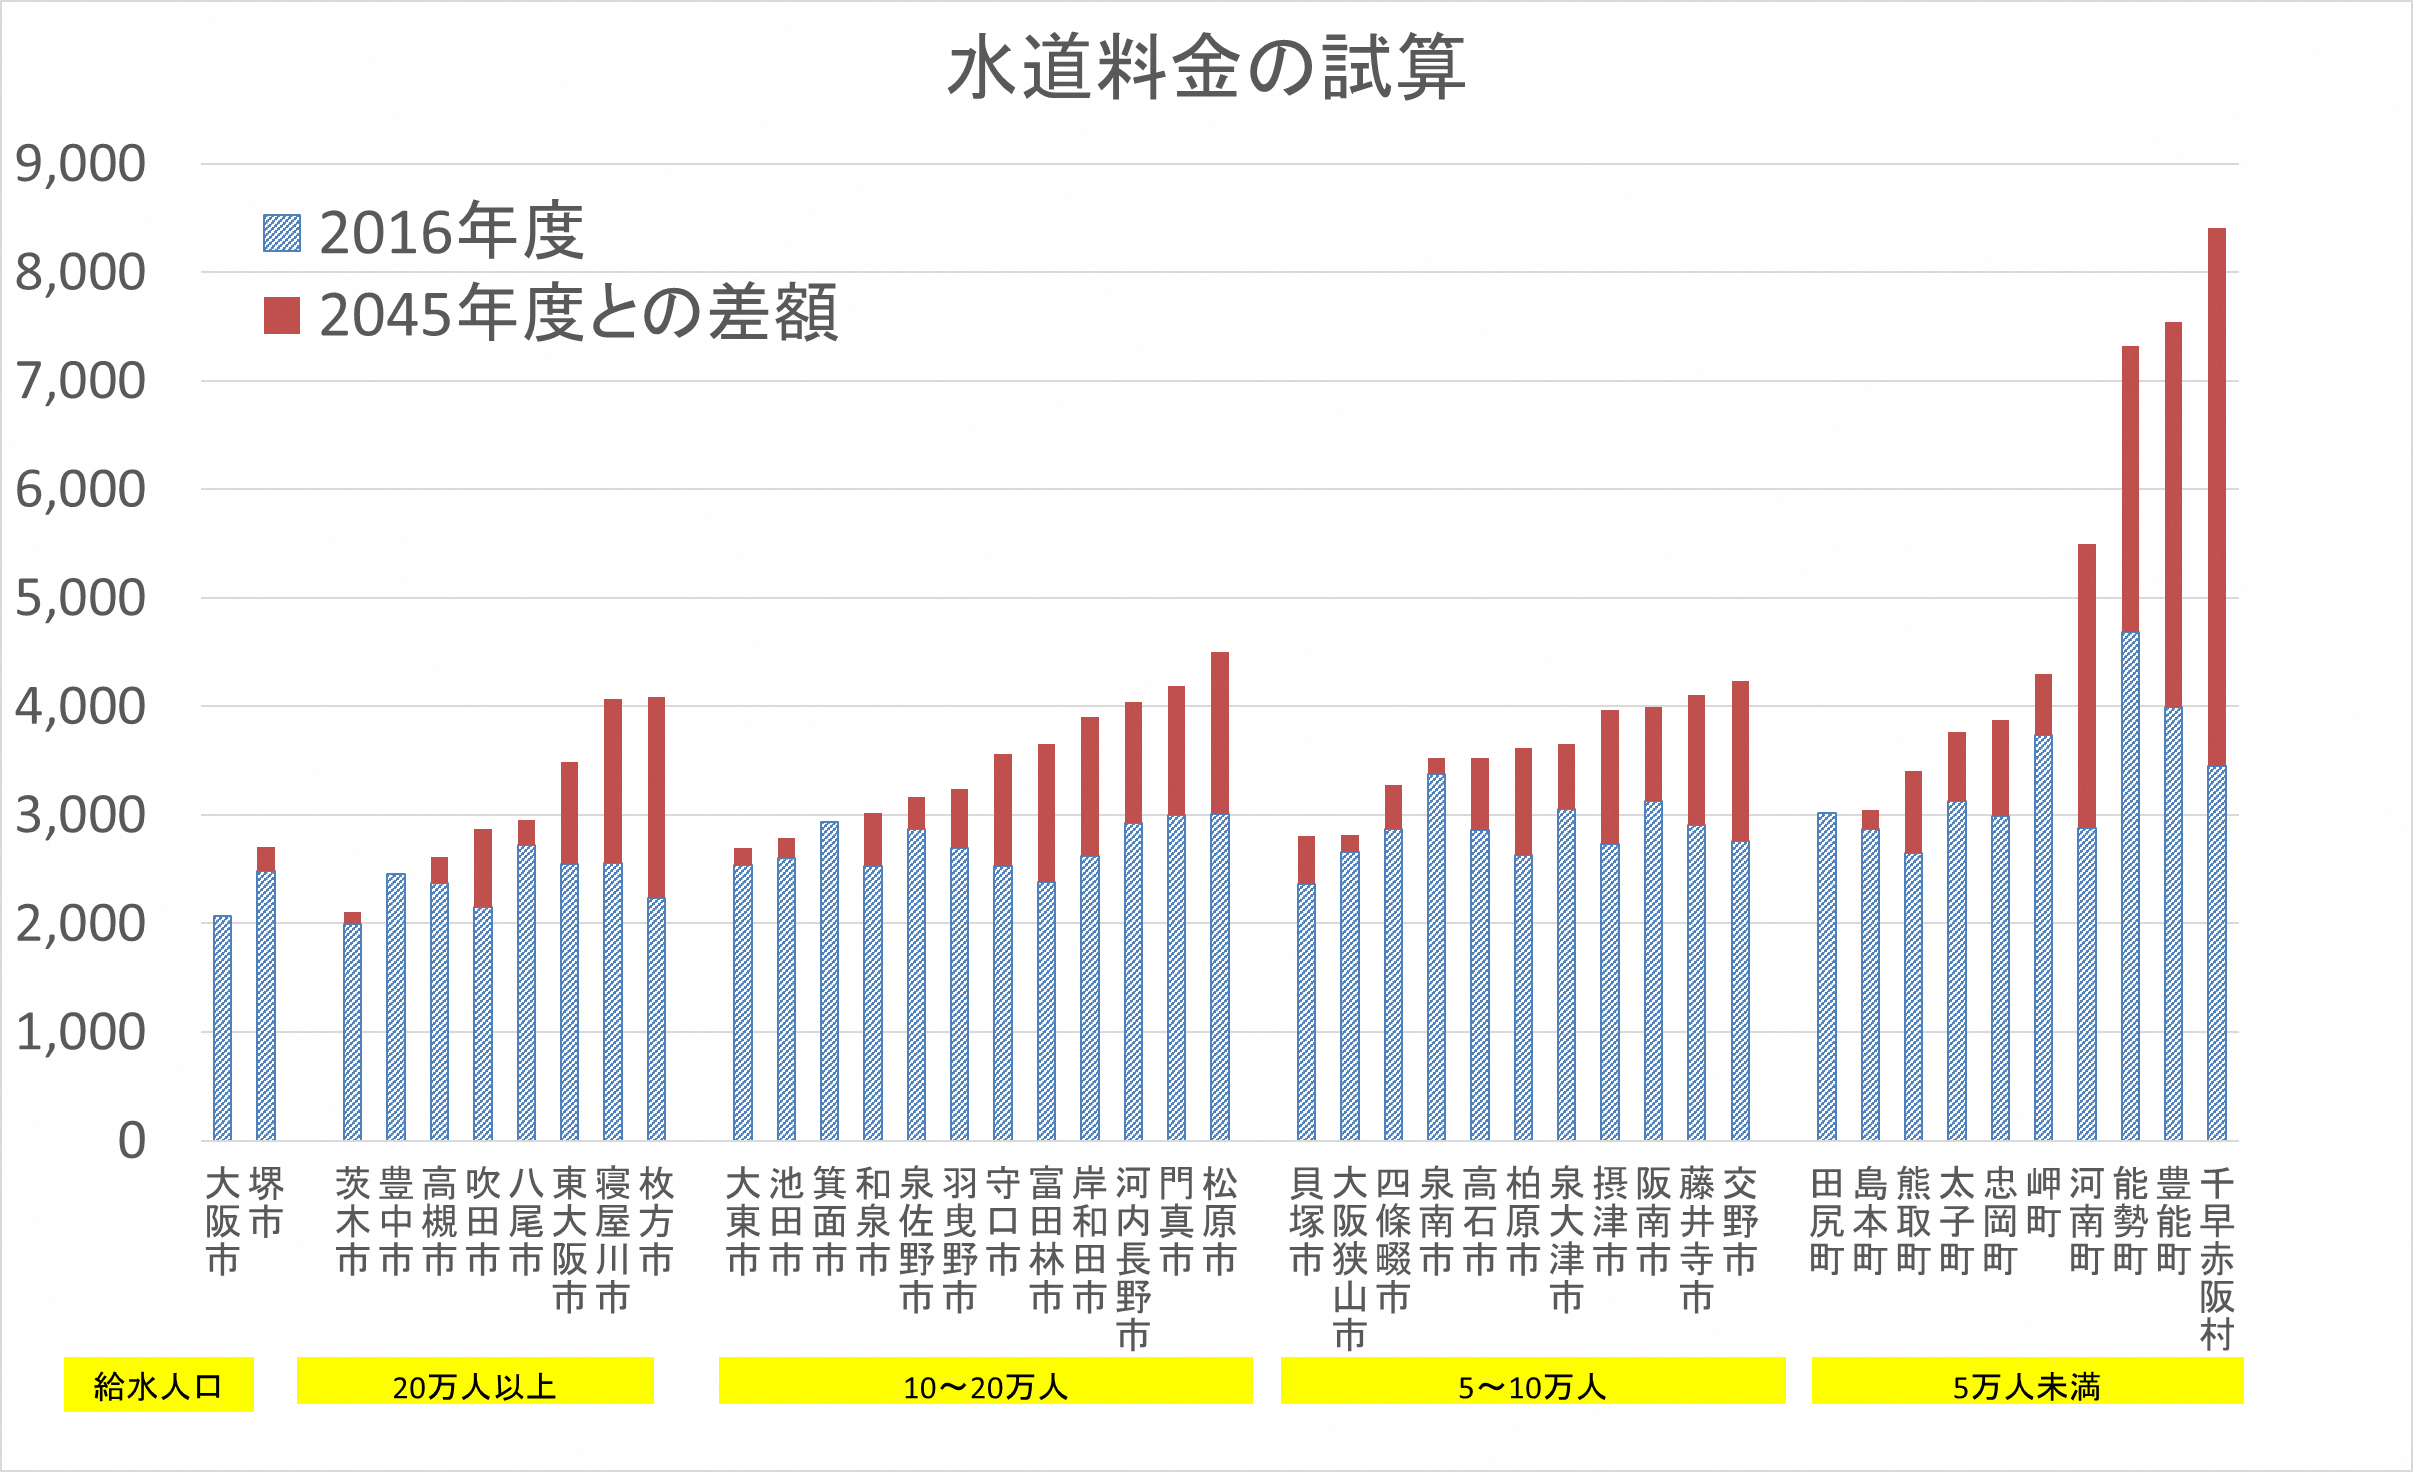 水道料金の試算
9,000
8,000
7,000
6,000
5,000
4,000
3,000
2,000
1,000
0
2016年度
2045年度との差額
大阪市
堺市
茨木市
豊中市
高槻市
吹田市
八尾市
東大阪市
寝屋川市
枚方市
大東市
池田市
箕面市
和泉市
泉佐野市
羽曳野市
守口市
富田林市
岸和田市
河内長野市
門真市
松原市
貝塚市
大阪狭山市
四條畷市
泉南市
高石市
柏原市
泉大津市
摂津市
阪南市
藤井寺市
交野市
田尻町
島本町
熊取町
太子町
忠岡町
岬町
河南町
能勢町
豊能町
千早赤阪村
給水人口
20万人以上
10～20万人
5～10万人
5万人未満